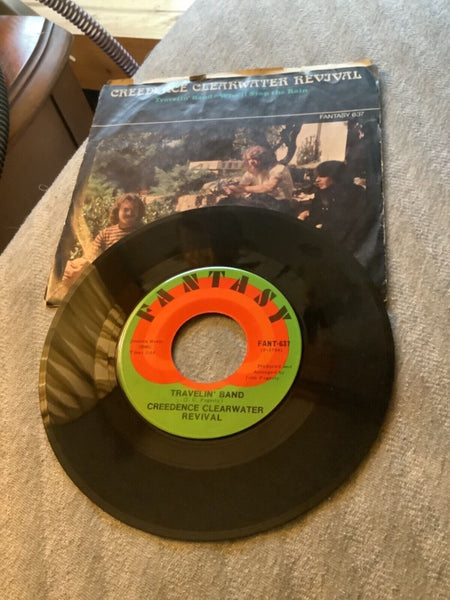 CREEDENCE CLEARWATER REVIVAL
Travelin' Band Who'll Stop the Rain
FANTASY 637
FANTASY
FANT-637
Produced and
Arranged by
John Fogerty
TRAVELIN' BAND
(J. C. Fogerty)
CREEDENCE CLEARWATER
REVIVAL